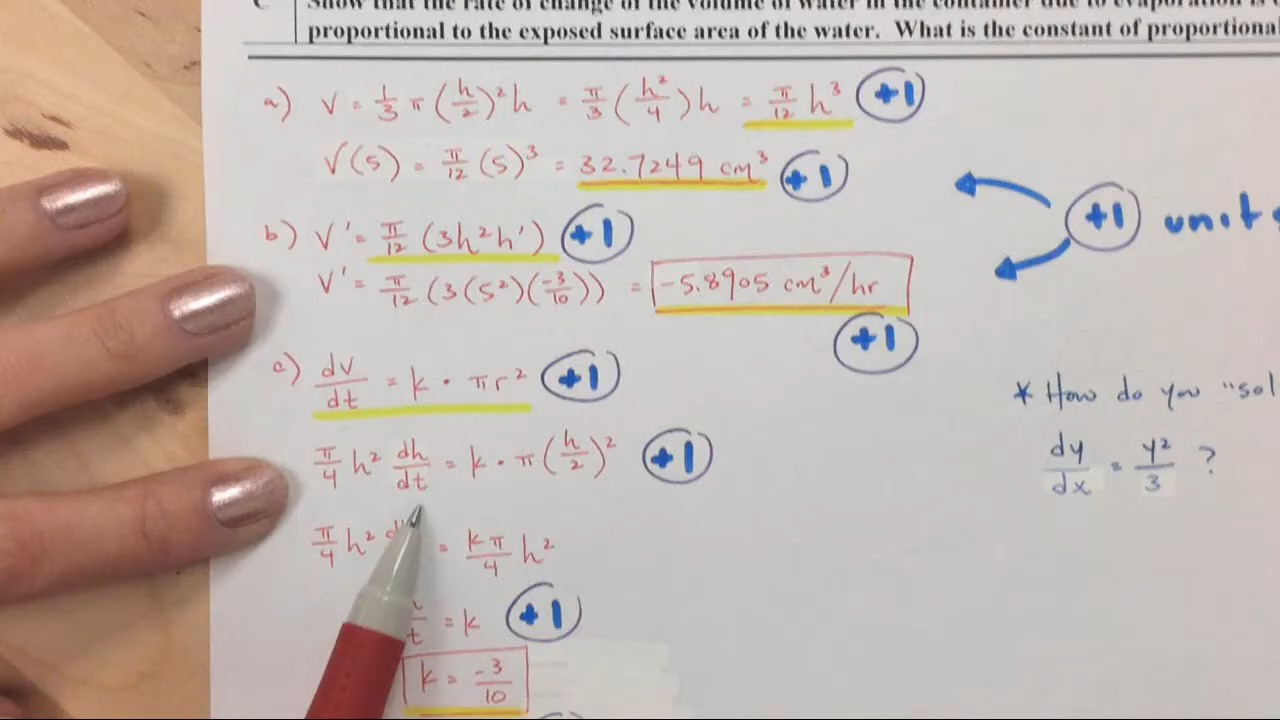 C Show that the rate of change of the volume of water in the container due to evaporation is
proportional to the exposed surface area of the water. What is the constant of
a) V = 1/3 π (h/2)² h = π/3 (h²/4) h = π/12 h³ +1
V(5) = π/12 (5)³ = 32.7249 cm³ +1
+1
b) V' = π/12 (3h²h') +1
V' = π/12 (3(5²)(-3/10)) = -5.8905 cm³/hr
+1
c) dV/dt = k · πr² +1
* How do you
π/4 h² dh/dt = k · π (h/2)² +1
dy/dx = y²/3 ?
π/4 h² = kπ/4 h²
= k +1
k = -3/10